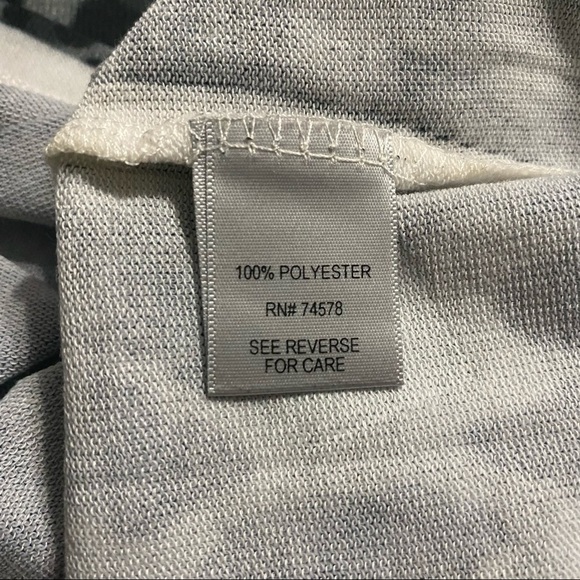 100% POLYESTER
RN# 74578
SEE REVERSE
FOR CARE